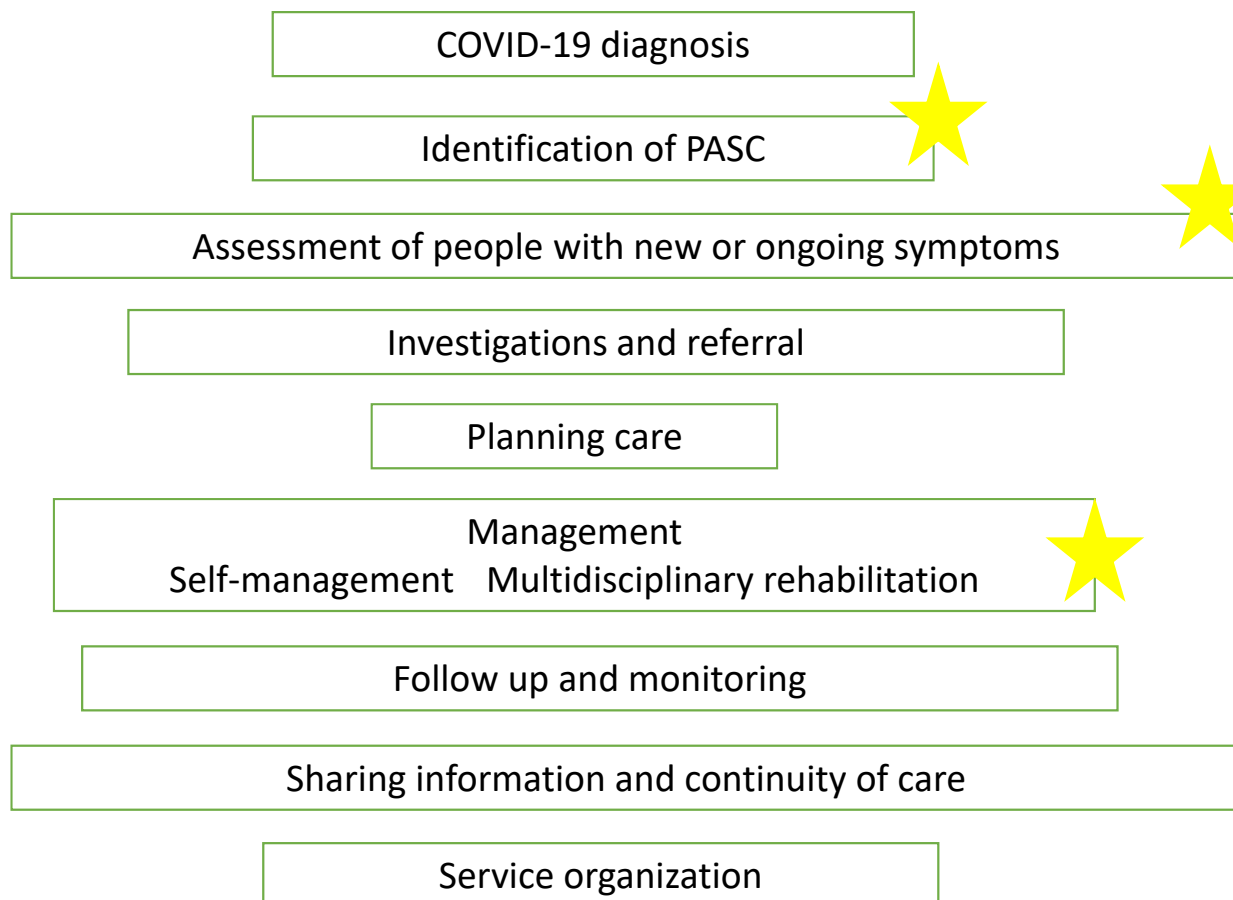 COVID-19 diagnosis
Identification of PASC
Assessment of people with new or ongoing symptoms
Investigations and referral
Planning care
Management
Self-management Multidisciplinary rehabilitation
Follow up and monitoring
Sharing information and continuity of care
Service organization